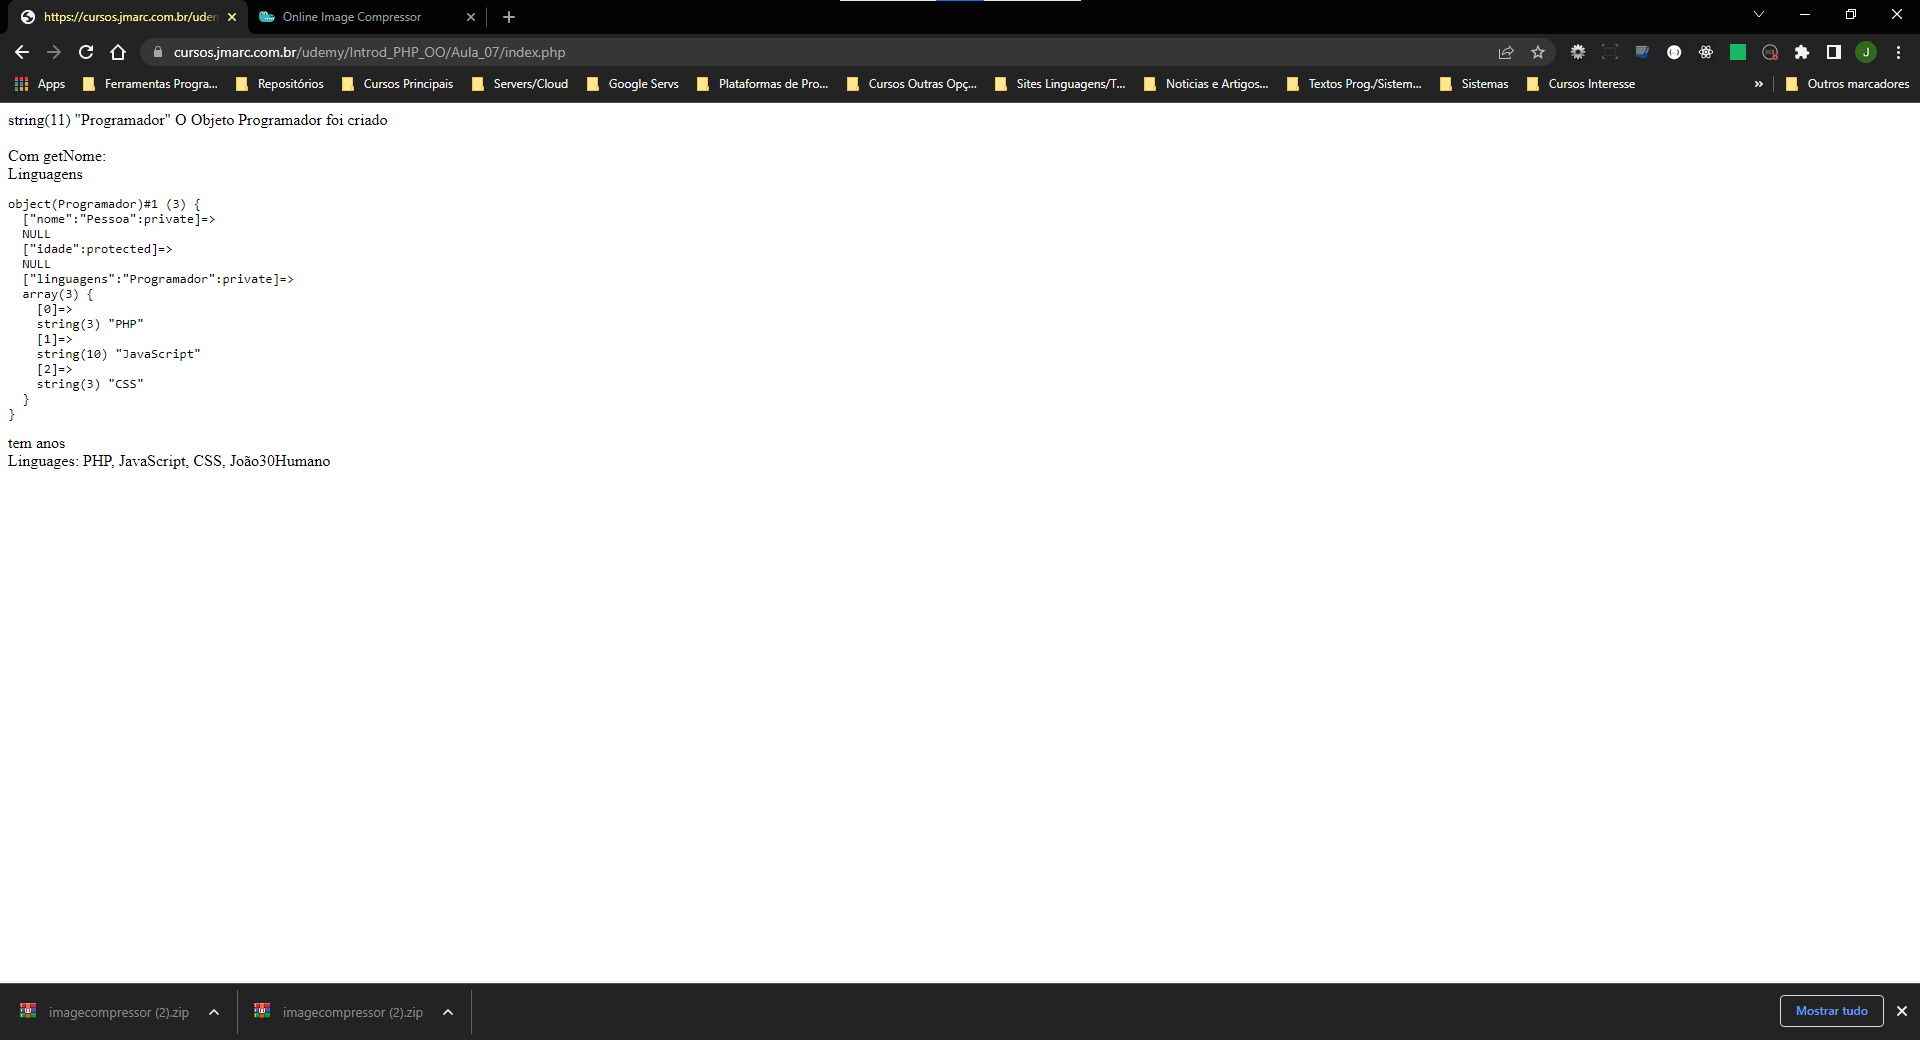 https://cursos.jmarc.com.br/uden
Online Image Compressor
cursos.jmarc.com.br/udemy/Introd_PHP_OO/Aula_07/index.php
J
Apps Ferramentas Progra... Repositórios Cursos Principais Servers/Cloud Google Servs Plataformas de Pro... Cursos Outras Opç... Sites Linguagens/T... Noticias e Artigos... Textos Prog./Sistem... Sistemas Cursos Interesse » Outros marcadores
string(11) "Programador" O Objeto Programador foi criado
Com getNome:
Linguagens
object(Programador)#1 (3) {
["nome":"Pessoa":private]=>
NULL
["idade":protected]=>
NULL
["linguagens":"Programador":private]=>
array(3) {
[0]=>
string(3) "PHP"
[1]=>
string(10) "JavaScript"
[2]=>
string(3) "CSS"
}
}
tem anos
Linguages: PHP, JavaScript, CSS, João30Humano
imagecompressor (2).zip
imagecompressor (2).zip
Mostrar tudo